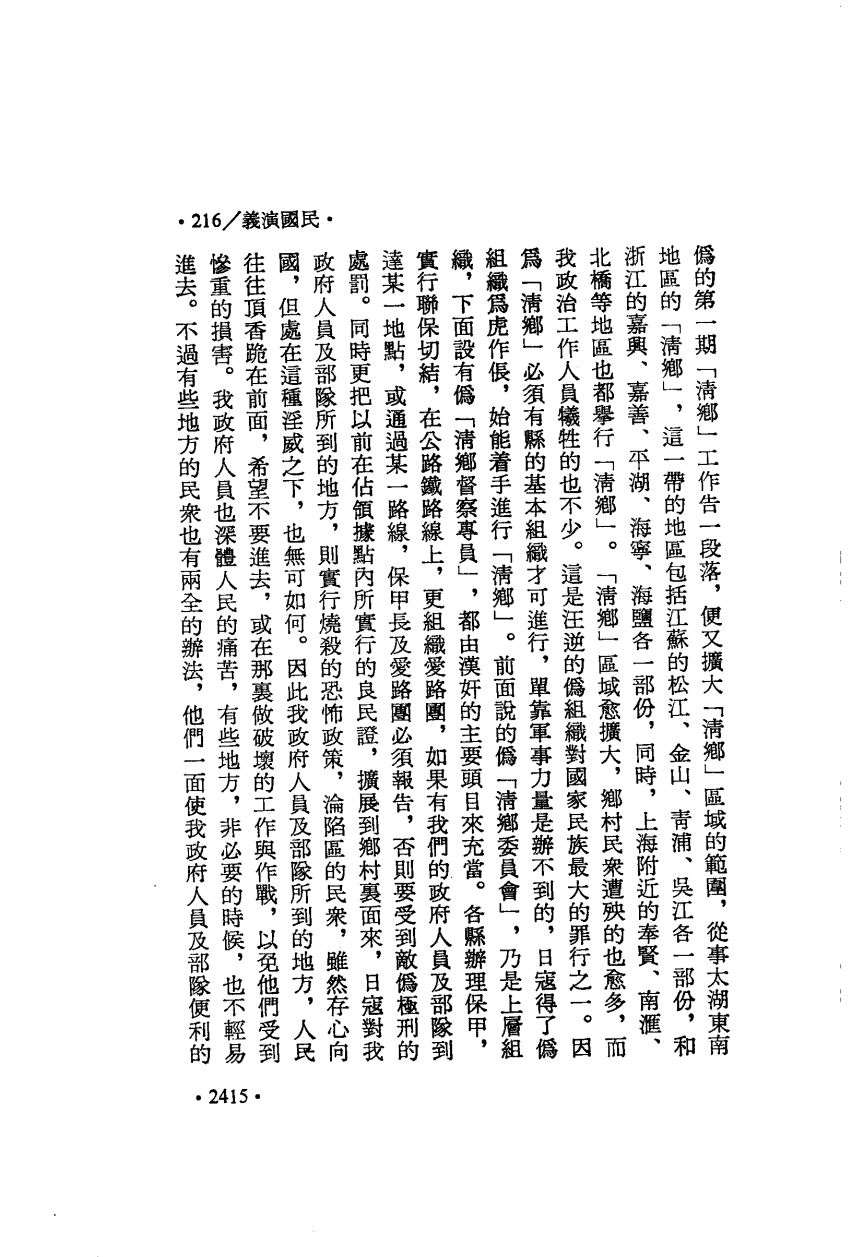 •216／義演國民•
僞的第一期「清鄉」工作告一段落，便又擴大「清鄉」區域的範圍，從事太湖東南
地區的「清鄉」，這一帶的地區包括江蘇的松江、金山、靑浦、吳江各一部份，和
浙江的嘉興、嘉善、平湖、海寧、海鹽各一部份，同時，上海附近的奉賢、南滙、
北橋等地區也都舉行「清鄉」。「清鄉」區域愈擴大，鄉村民衆遭殃的也愈多，而
我政治工作人員犧牲的也不少。這是汪逆的僞組織對國家民族最大的罪行之一。因
爲「清鄉」必須有縣的基本組織才可進行，單靠軍事力量是辦不到的，日寇得了僞
組織爲虎作倀，始能着手進行「清鄉」。前面說的僞「清鄉委員會」，乃是上層組
織，下面設有僞「清鄉督察專員」，都由漢奸的主要頭目來充當。各縣辦理保甲，
實行聯保切結，在公路鐵路線上，更組織愛路團，如果有我們的政府人員及部隊到
達某一地點，或通過某一路線，保甲長及愛路團必須報告，否則要受到敵僞極刑的
處罰。同時更把以前在佔領據點內所實行的良民證，擴展到鄉村裏面來，日寇對我
政府人員及部隊所到的地方，則實行燒殺的恐怖政策，淪陷區的民衆，雖然存心向
國，但處在這種淫威之下，也無可如何。因此我政府人員及部隊所到的地方，人民
往往頂香跪在前面，希望不要進去，或在那裏做破壞的工作與作戰，以免他們受到
慘重的損害。我政府人員也深體人民的痛苦，有些地方，非必要的時候，也不輕易
進去。不過有些地方的民衆也有兩全的辦法，他們一面使我政府人員及部隊便利的
•2415•